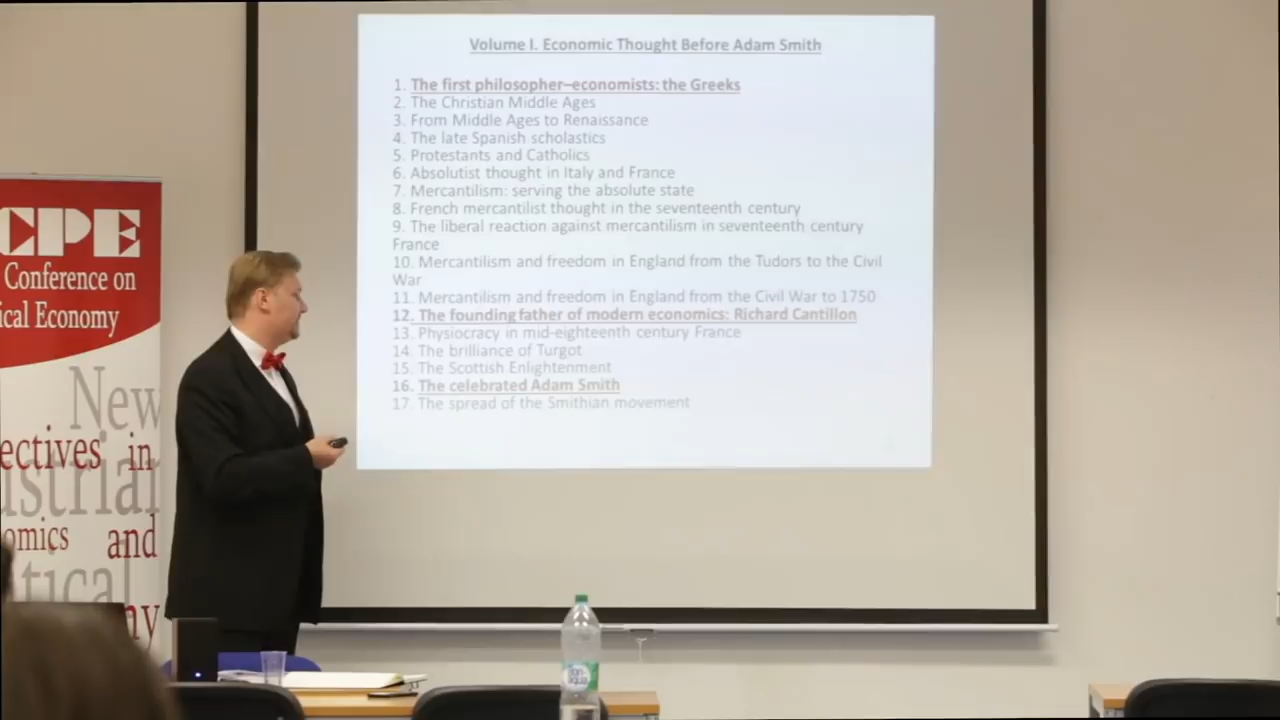 Volume I. Economic Thought Before Adam Smith
1. The first philosopher–economists: the Greeks
2. The Christian Middle Ages
3. From Middle Ages to Renaissance
4. The late Spanish scholastics
5. Protestants and Catholics
6. Absolutist thought in Italy and France
7. Mercantilism: serving the absolute state
8. French mercantilist thought in the seventeenth century
9. The liberal reaction against mercantilism in seventeenth century
France
10. Mercantilism and freedom in England from the Tudors to the Civil
War
11. Mercantilism and freedom in England from the Civil War to 1750
12. The founding father of modern economics: Richard Cantillon
13. Physiocracy in mid-eighteenth century France
14. The brilliance of Turgot
15. The Scottish Enlightenment
16. The celebrated Adam Smith
17. The spread of the Smithian movement
CPE
Conference on
ical Economy
New
ectives in
ustrian
omics and
tical
my